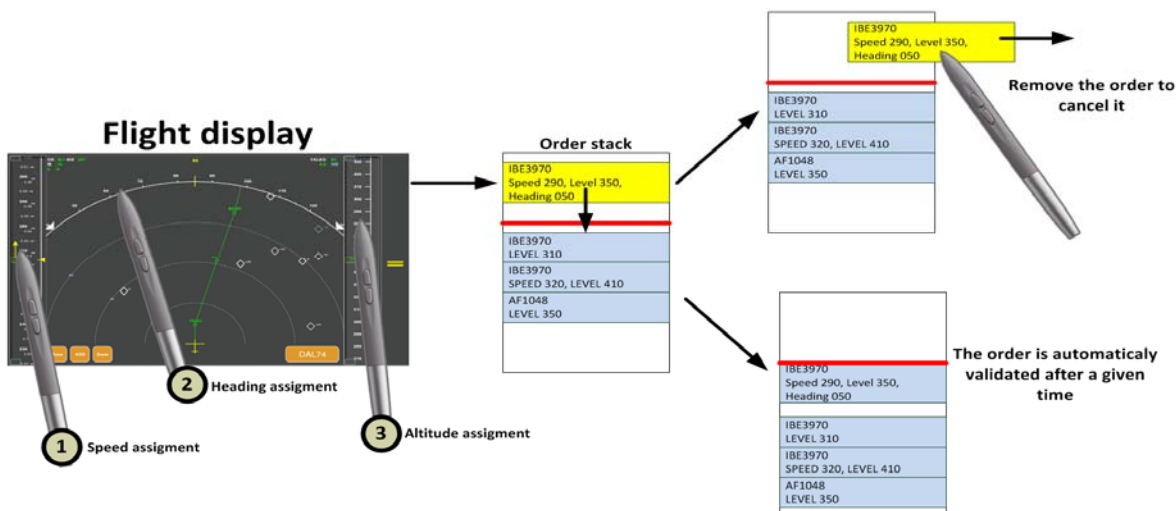 Flight display
DAL74
1
Speed assigment
2
Heading assigment
3
Altitude assigment
Order stack
IBE3970
Speed 290, Level 350,
Heading 050
IBE3970
LEVEL 310
IBE3970
SPEED 320, LEVEL 410
AF1048
LEVEL 350
IBE3970
Speed 290, Level 350,
Heading 050
IBE3970
LEVEL 310
IBE3970
SPEED 320, LEVEL 410
AF1048
LEVEL 350
Remove the order to
cancel it
IBE3970
Speed 290, Level 350,
Heading 050
IBE3970
LEVEL 310
IBE3970
SPEED 320, LEVEL 410
AF1048
LEVEL 350
The order is automaticaly
validated after a given
time